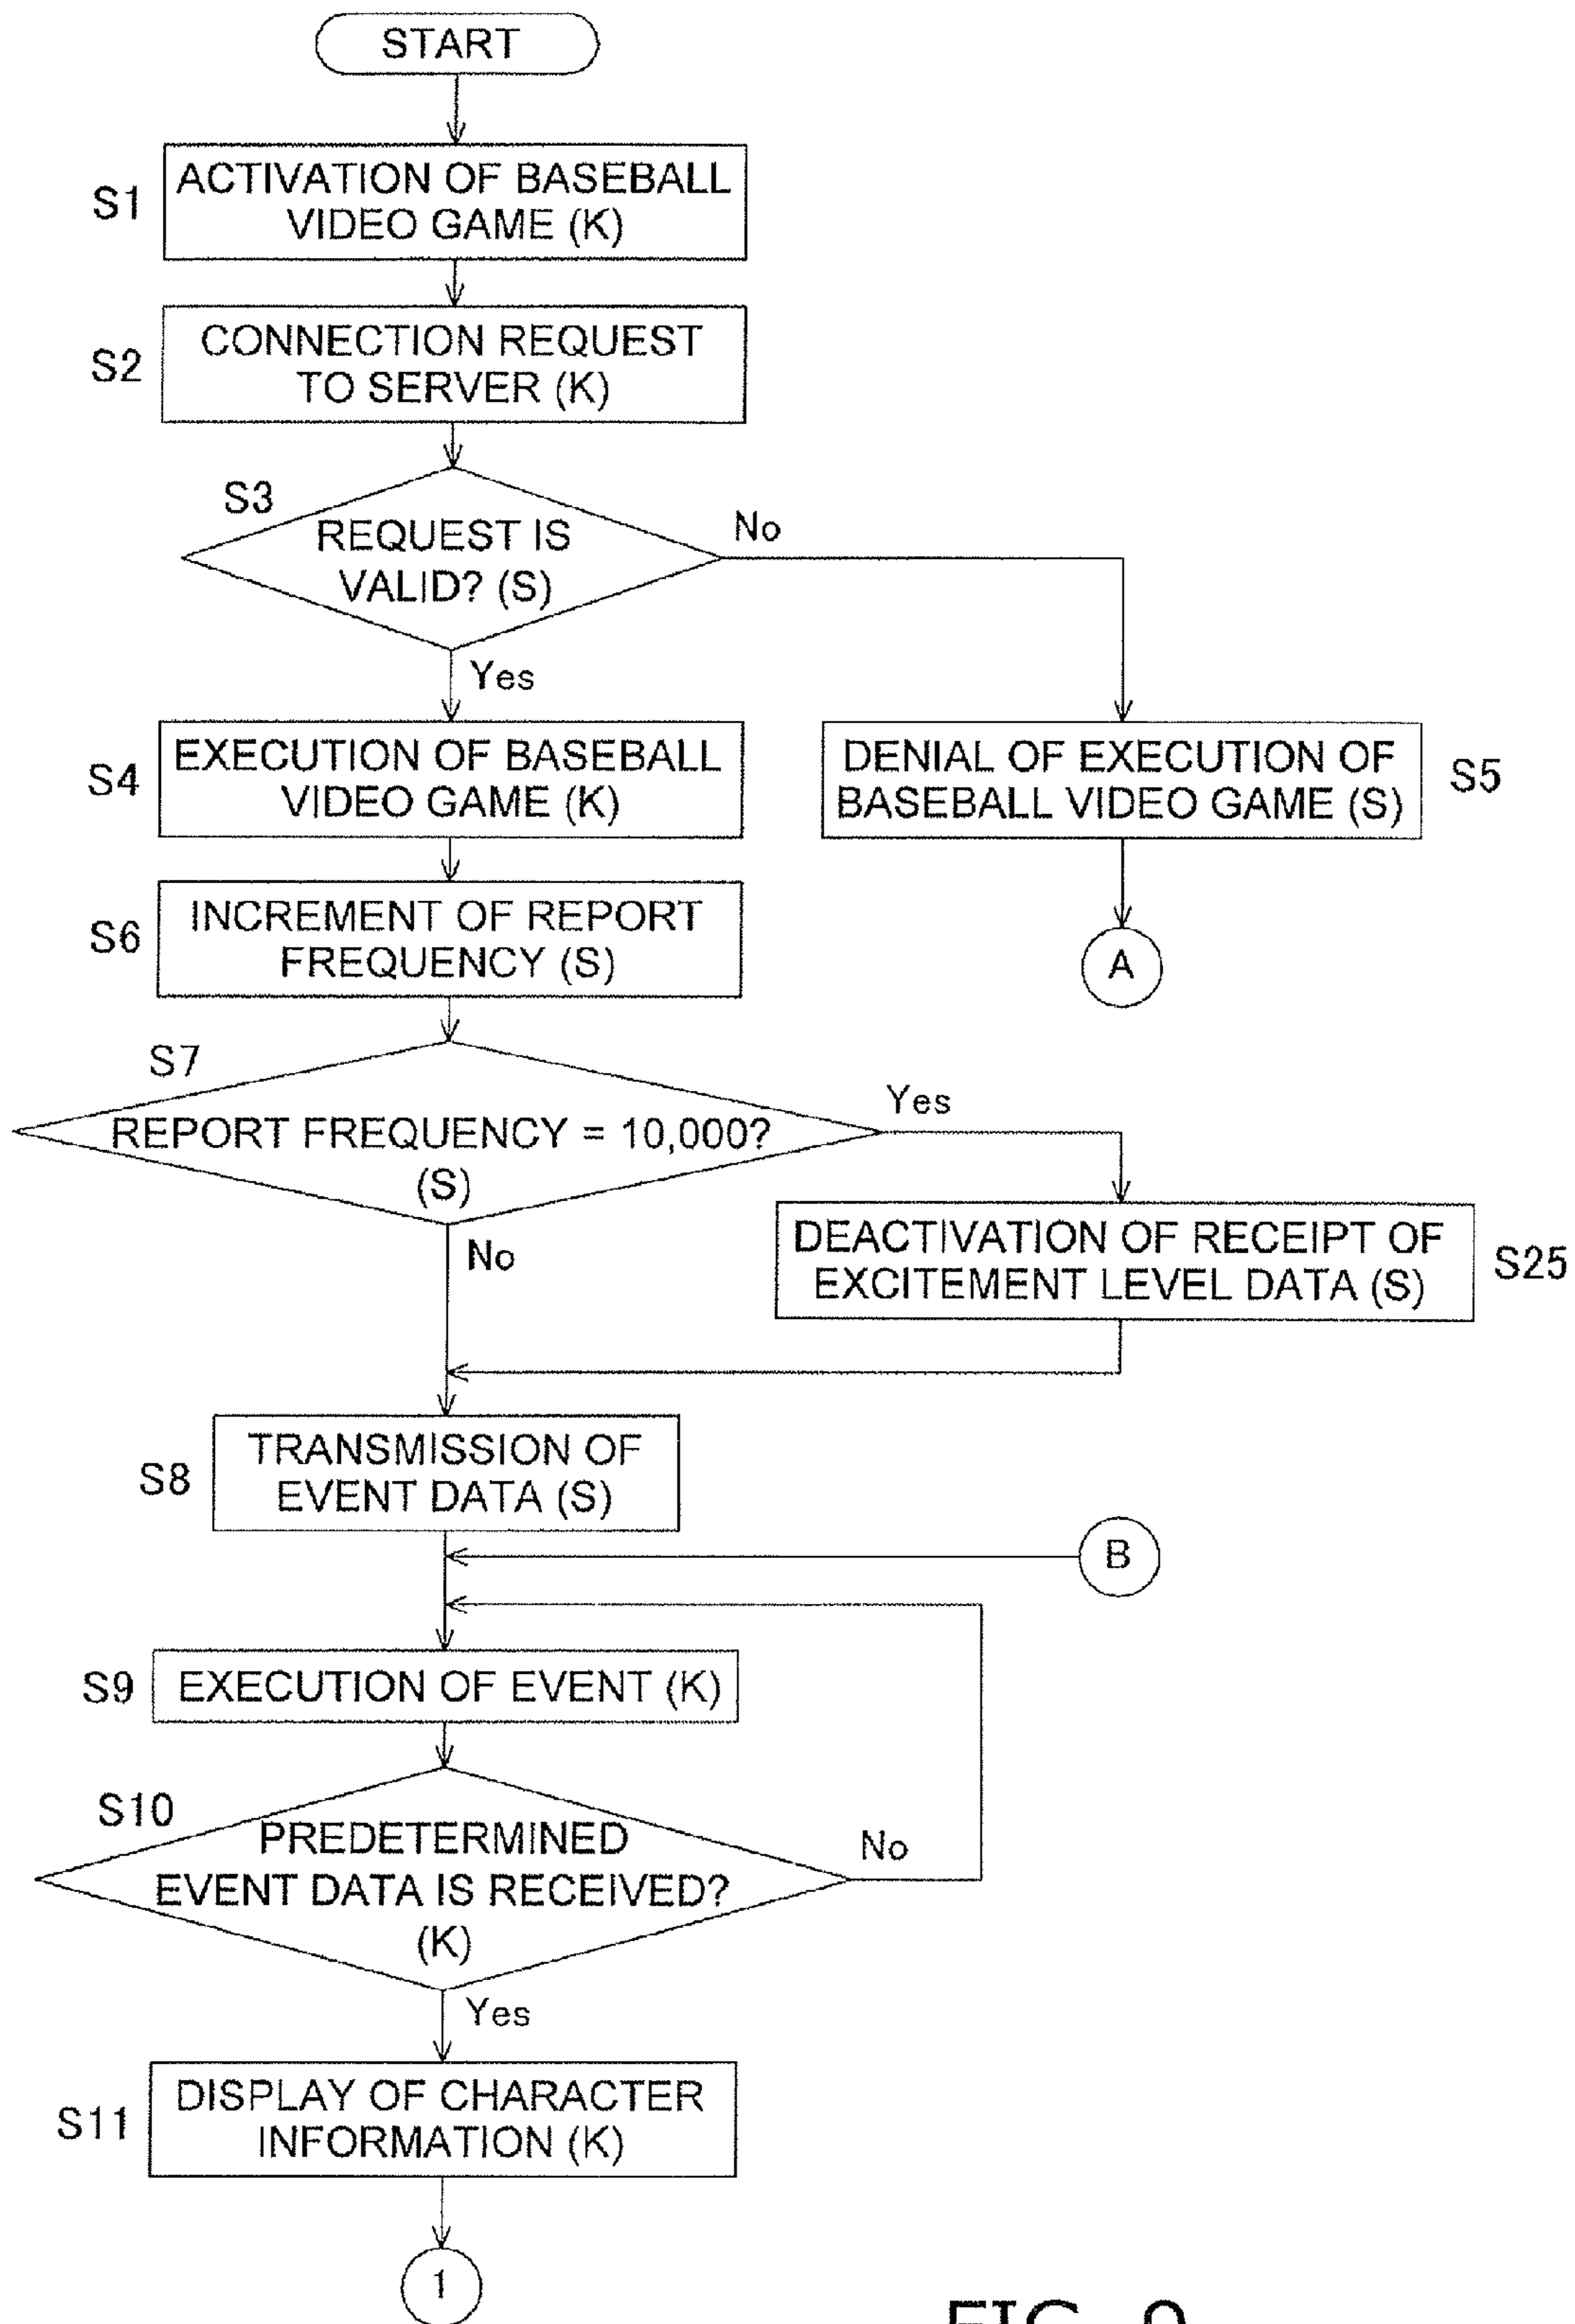 START
S1
ACTIVATION OF BASEBALL
VIDEO GAME (K)
S2
CONNECTION REQUEST
TO SERVER (K)
S3
REQUEST IS
VALID? (S)
No
Yes
S4
EXECUTION OF BASEBALL
VIDEO GAME (K)
DENIAL OF EXECUTION OF
BASEBALL VIDEO GAME (S)
S5
S6
INCREMENT OF REPORT
FREQUENCY (S)
A
S7
REPORT FREQUENCY = 10,000?
(S)
Yes
No
DEACTIVATION OF RECEIPT OF
EXCITEMENT LEVEL DATA (S)
S25
S8
TRANSMISSION OF
EVENT DATA (S)
B
S9
EXECUTION OF EVENT (K)
S10
PREDETERMINED
EVENT DATA IS RECEIVED?
(K)
No
Yes
S11
DISPLAY OF CHARACTER
INFORMATION (K)
1